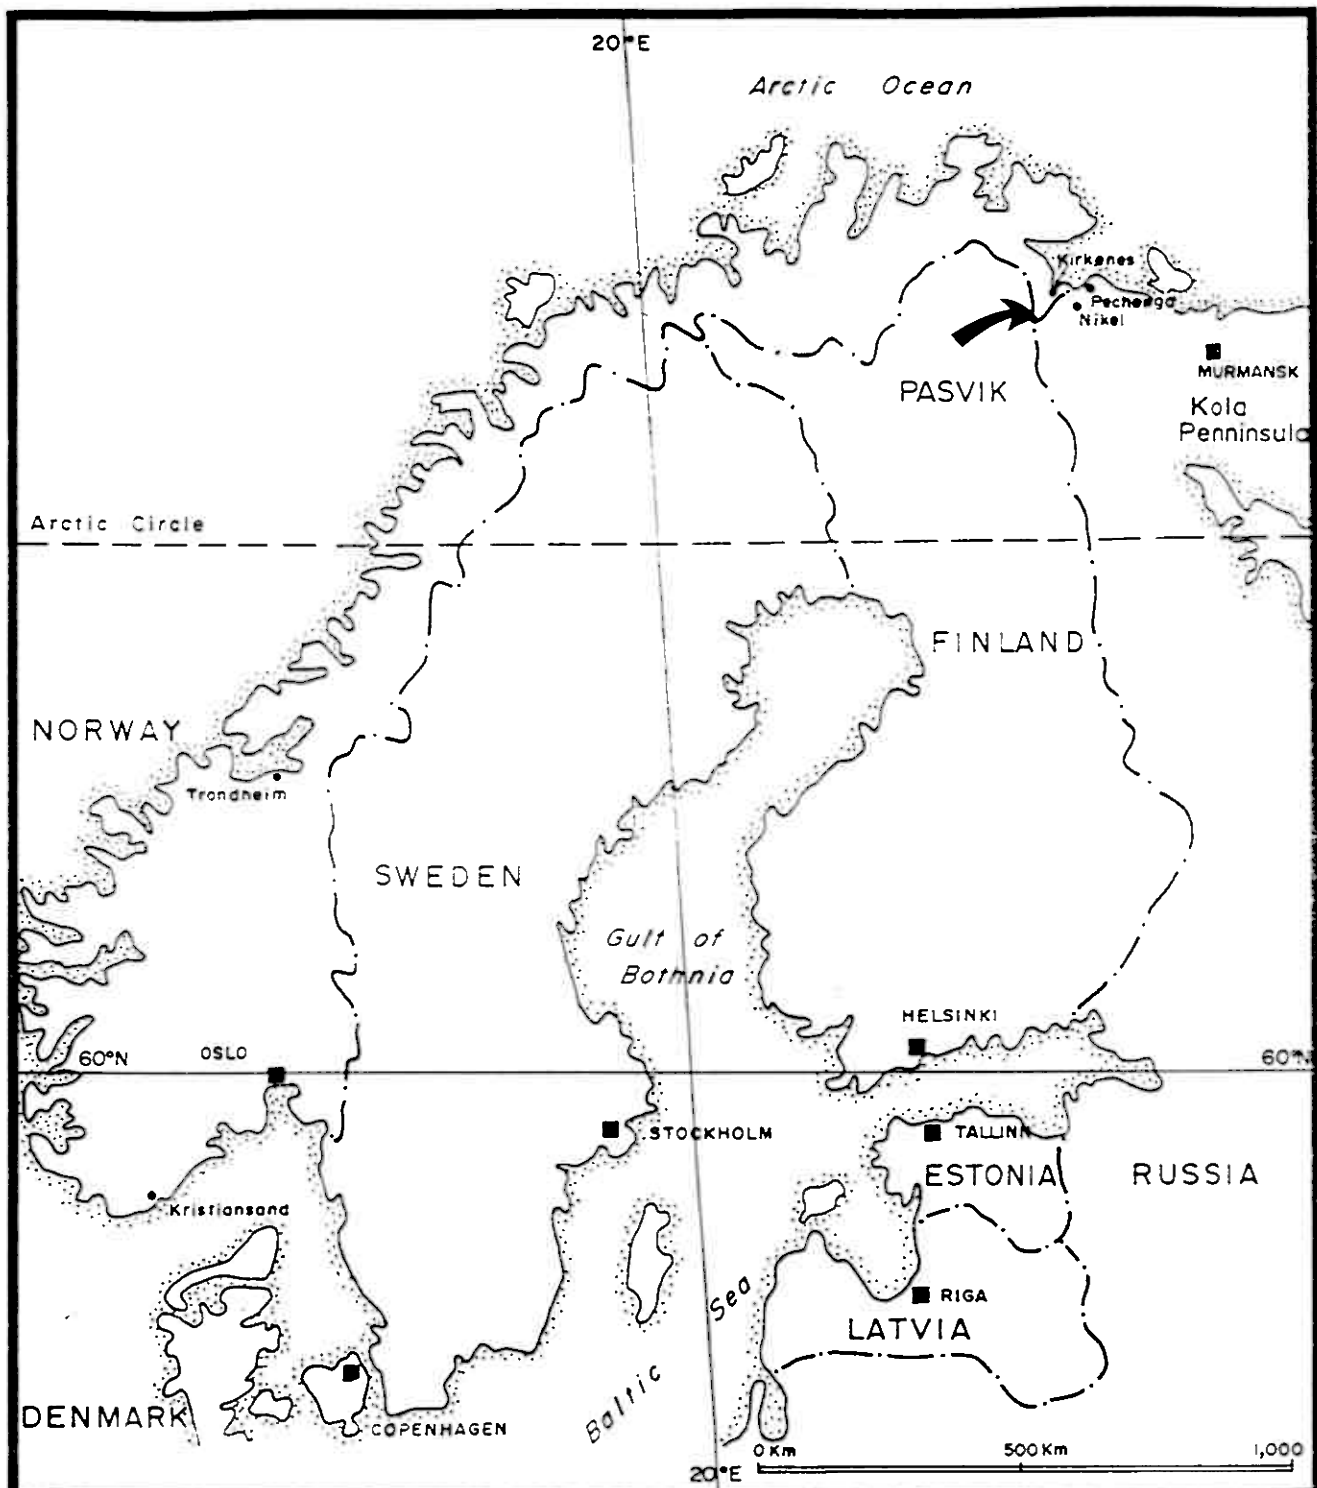 20°E
Arctic Ocean
Kirkenes
Pechenga
Nikel
MURMANSK
PASVIK
Kola
Penninsula
Arctic Circle
FINLAND
NORWAY
Trondheim
SWEDEN
Gulf of
Bothnia
HELSINKI
60°N
OSLO
60°N
STOCKHOLM
TALLINN
ESTONIA
RUSSIA
Kristiansand
Baltic Sea
RIGA
LATVIA
DENMARK
COPENHAGEN
0 Km 500 Km 1,000
20°E